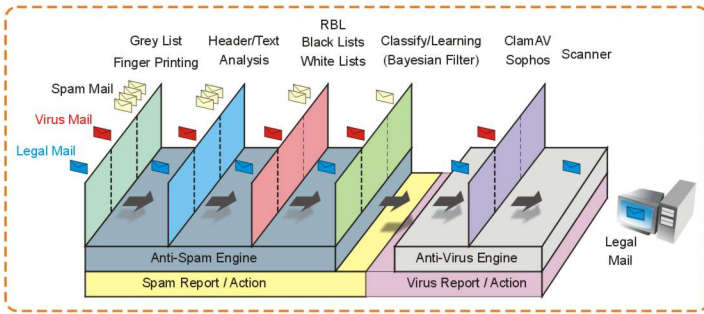 Grey List
Finger Printing
Header/Text
Analysis
RBL
Black Lists
White Lists
Classify/Learning
(Bayesian Filter)
ClamAV
Sophos
Scanner
Spam Mail
Virus Mail
Legal Mail
Anti-Spam Engine
Anti-Virus Engine
Spam Report / Action
Virus Report / Action
Legal
Mail